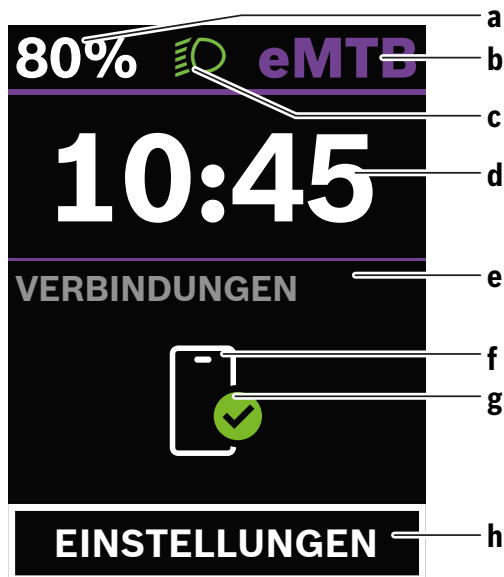 80% eMTB
10:45
VERBINDUNGEN
EINSTELLUNGEN
a
b
c
d
e
f
g
h